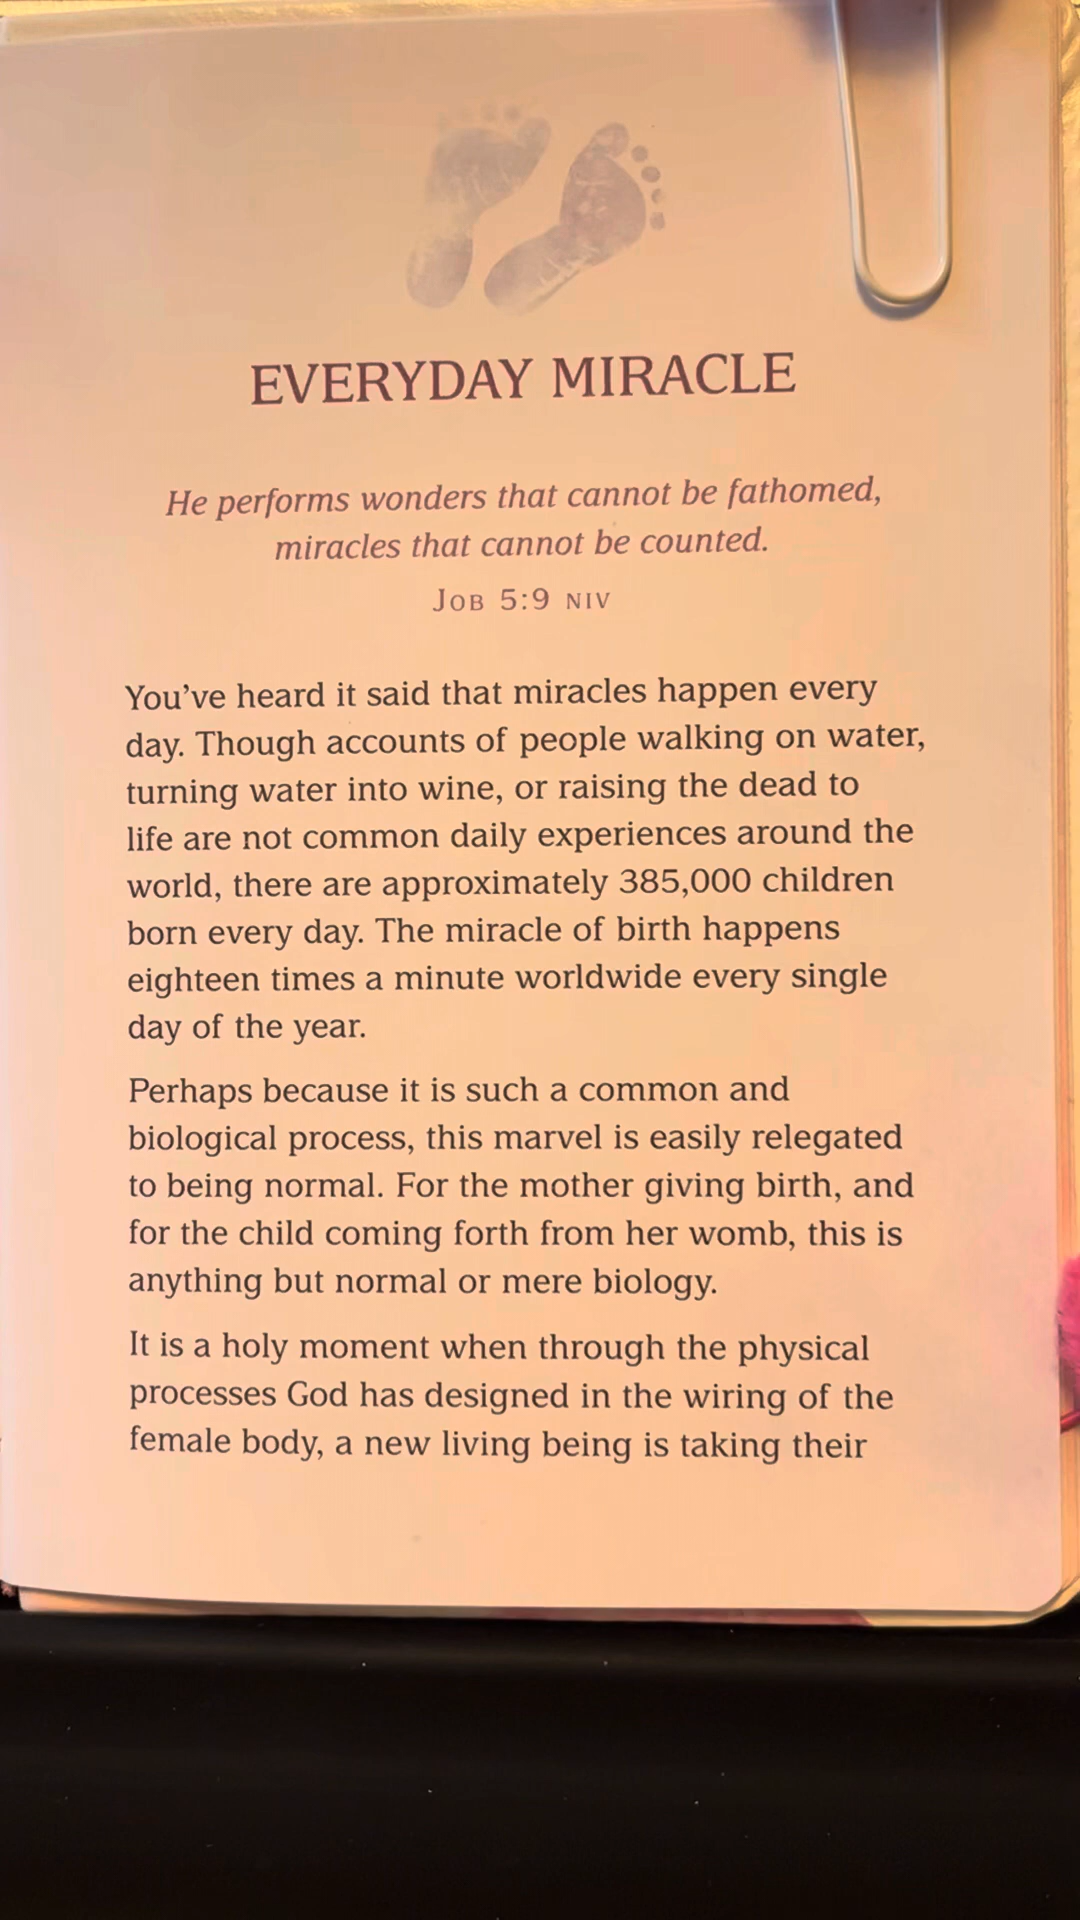 EVERYDAY MIRACLE
He performs wonders that cannot be fathomed,
miracles that cannot be counted.
JOB 5:9 NIV
You’ve heard it said that miracles happen every
day. Though accounts of people walking on water,
turning water into wine, or raising the dead to
life are not common daily experiences around the
world, there are approximately 385,000 children
born every day. The miracle of birth happens
eighteen times a minute worldwide every single
day of the year.
Perhaps because it is such a common and
biological process, this marvel is easily relegated
to being normal. For the mother giving birth, and
for the child coming forth from her womb, this is
anything but normal or mere biology.
It is a holy moment when through the physical
processes God has designed in the wiring of the
female body, a new living being is taking their